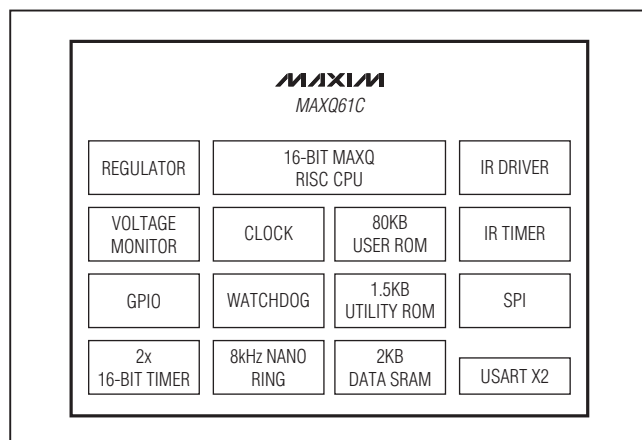 MAXIM
MAXQ61C
REGULATOR
16-BIT MAXQ
RISC CPU
IR DRIVER
VOLTAGE
MONITOR
CLOCK
80KB
USER ROM
IR TIMER
GPIO
WATCHDOG
1.5KB
UTILITY ROM
SPI
2x
16-BIT TIMER
8kHz NANO
RING
2KB
DATA SRAM
USART X2